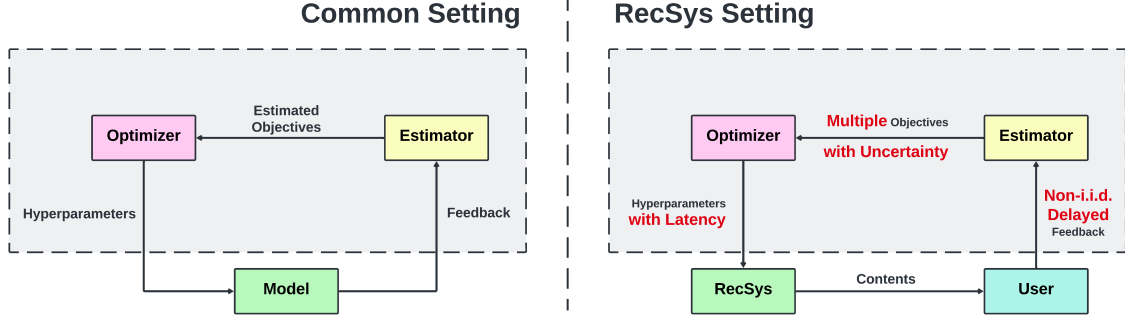 Common Setting
Estimated
Objectives
Optimizer
Estimator
Hyperparameters
Feedback
Model
RecSys Setting
Multiple Objectives
with Uncertainty
Optimizer
Estimator
Hyperparameters
with Latency
Non-i.i.d.
Delayed
Feedback
RecSys
Contents
User